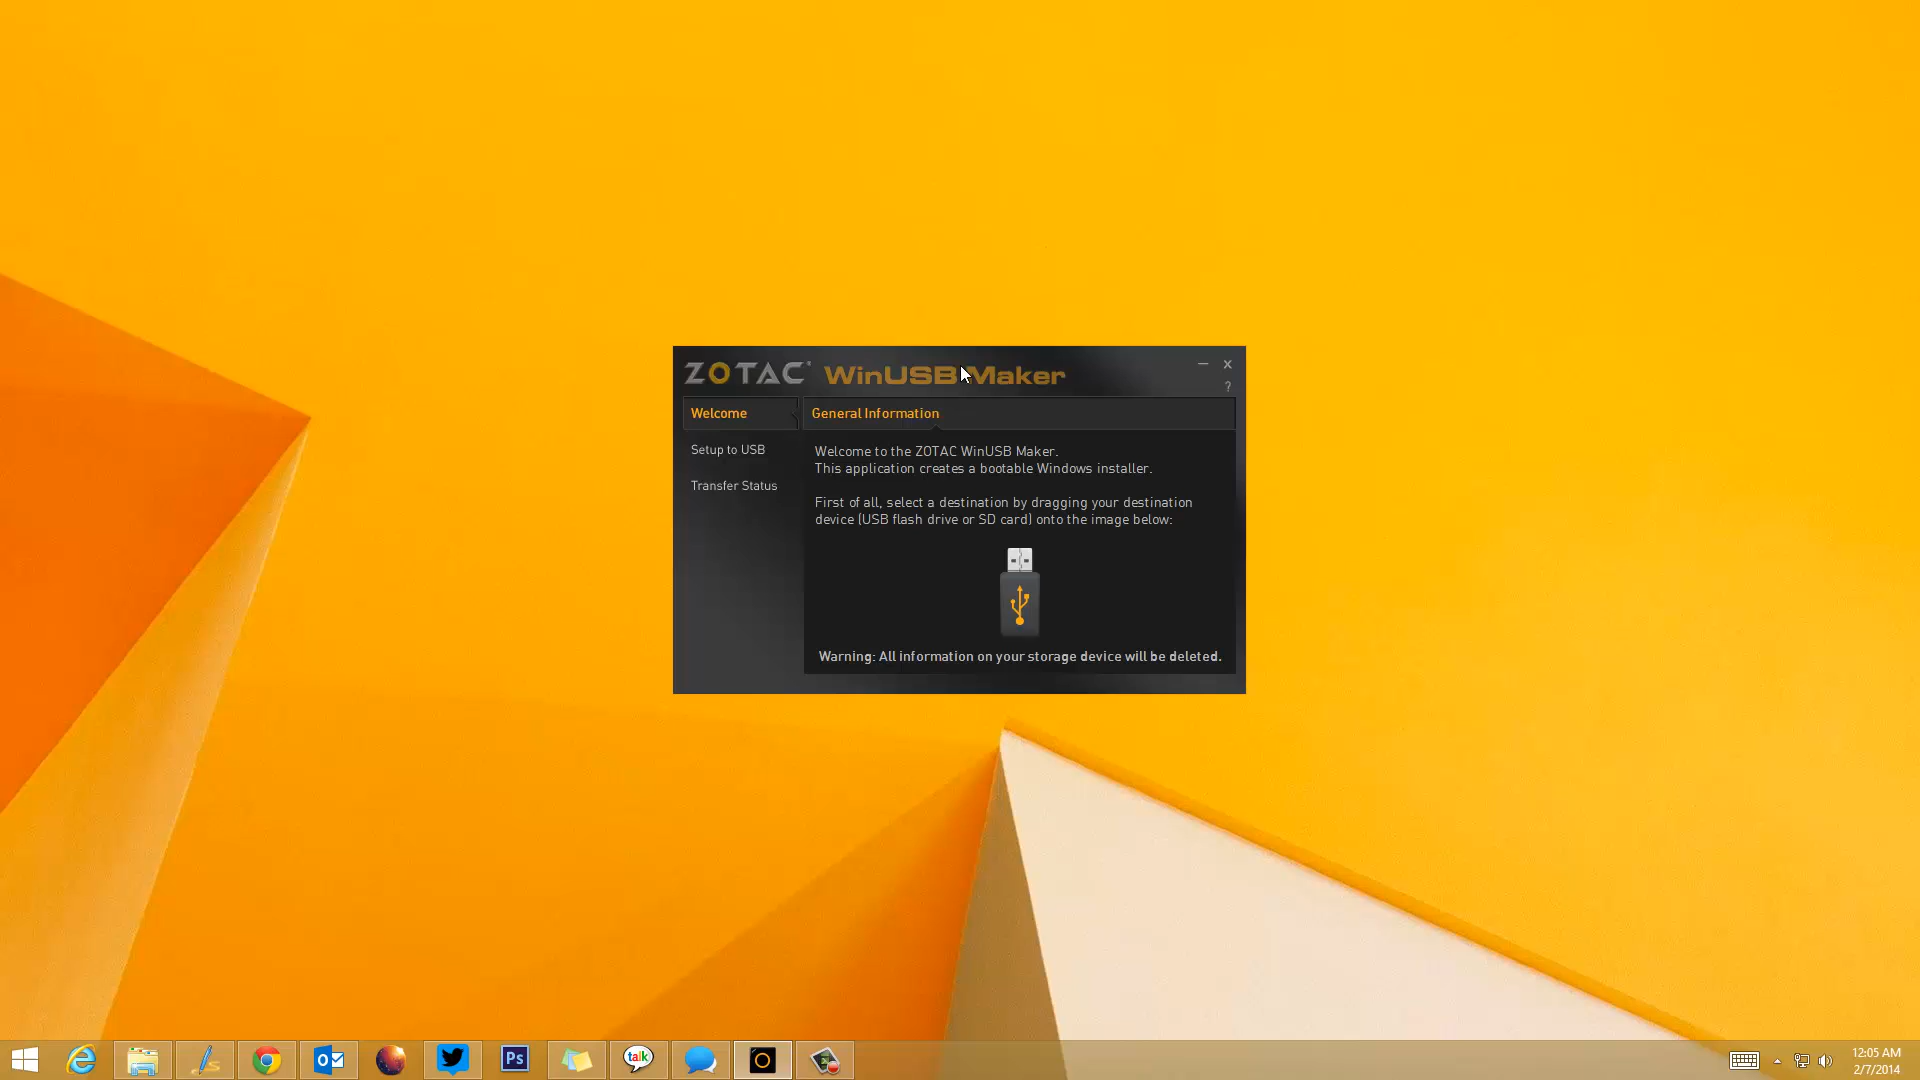 ZOTAC WinUSB Maker
?
Welcome
General Information
Setup to USB
Transfer Status
Welcome to the ZOTAC WinUSB Maker.
This application creates a bootable Windows installer.
First of all, select a destination by dragging your destination
device (USB flash drive or SD card) onto the image below:
Warning: All information on your storage device will be deleted.
Ps
talk
12:05 AM
2/7/2014